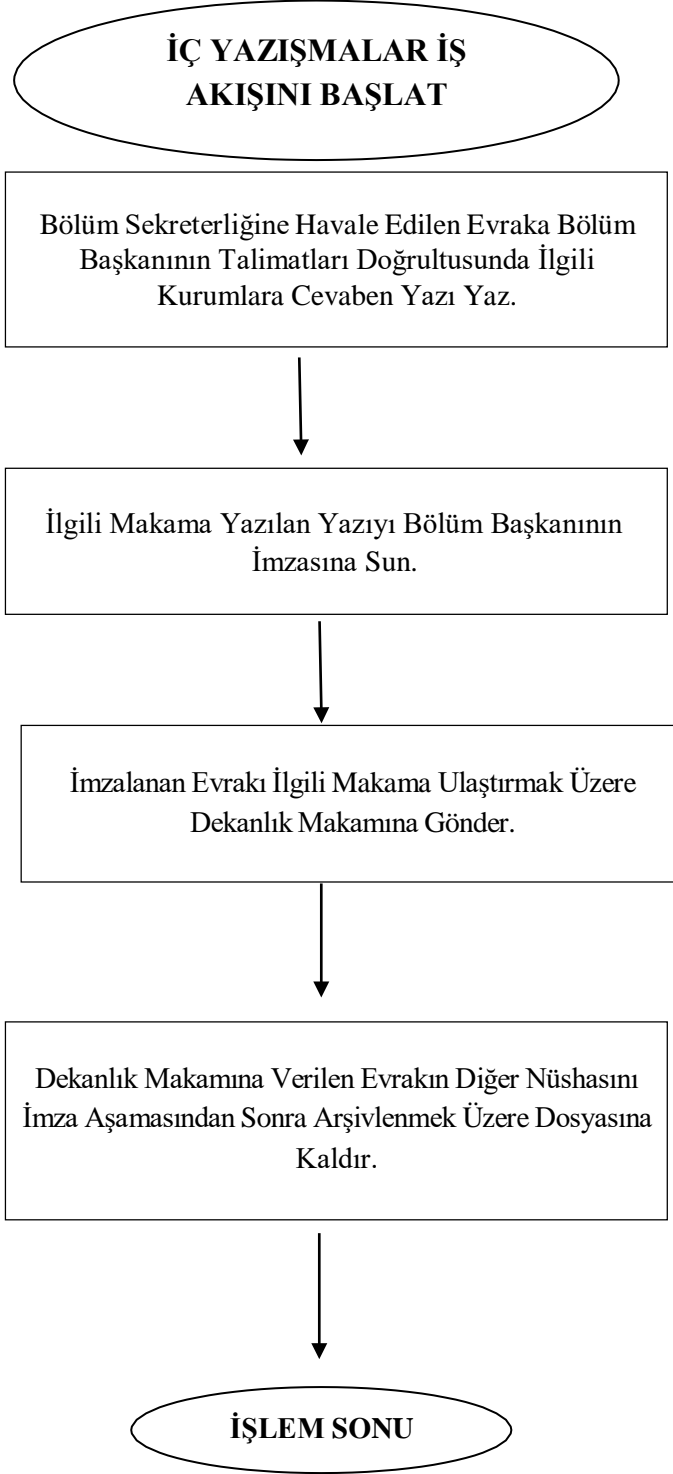 İÇ YAZIŞMALAR İŞ
AKIŞINI BAŞLAT
Bölüm Sekreterliğine Havale Edilen Evraka Bölüm
Başkanının Talimatları Doğrultusunda İlgili
Kurumlara Cevaben Yazı Yaz.
İlgili Makama Yazılan Yazıyı Bölüm Başkanının
İmzasına Sun.
İmzalanan Evrakı İlgili Makama Ulaştırmak Üzere
Dekanlık Makamına Gönder.
Dekanlık Makamına Verilen Evrakın Diğer Nüshasını
İmza Aşamasından Sonra Arşivlenmek Üzere Dosyasına
Kaldır.
İŞLEM SONU